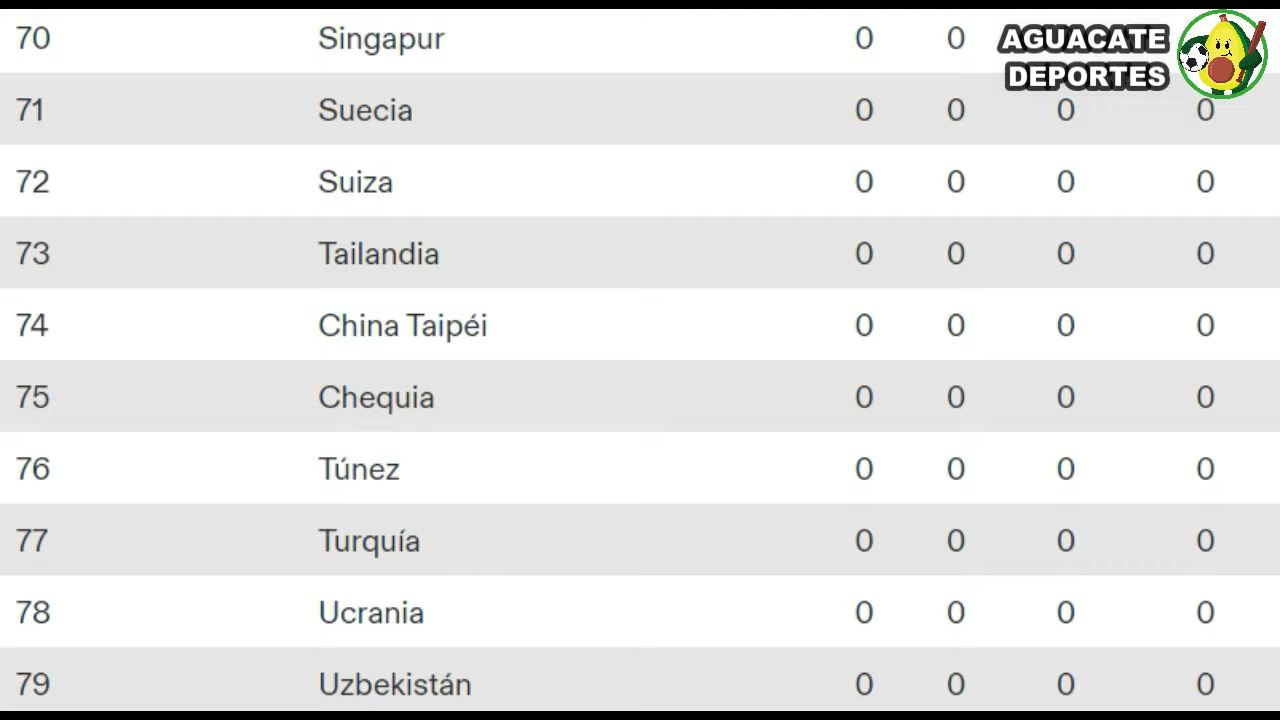 70 Singapur 0 0
AGUACATE
DEPORTES
71 Suecia 0 0 0 0
72 Suiza 0 0 0 0
73 Tailandia 0 0 0 0
74 China Taipéi 0 0 0 0
75 Chequia 0 0 0 0
76 Túnez 0 0 0 0
77 Turquía 0 0 0 0
78 Ucrania 0 0 0 0
79 Uzbekistán 0 0 0 0